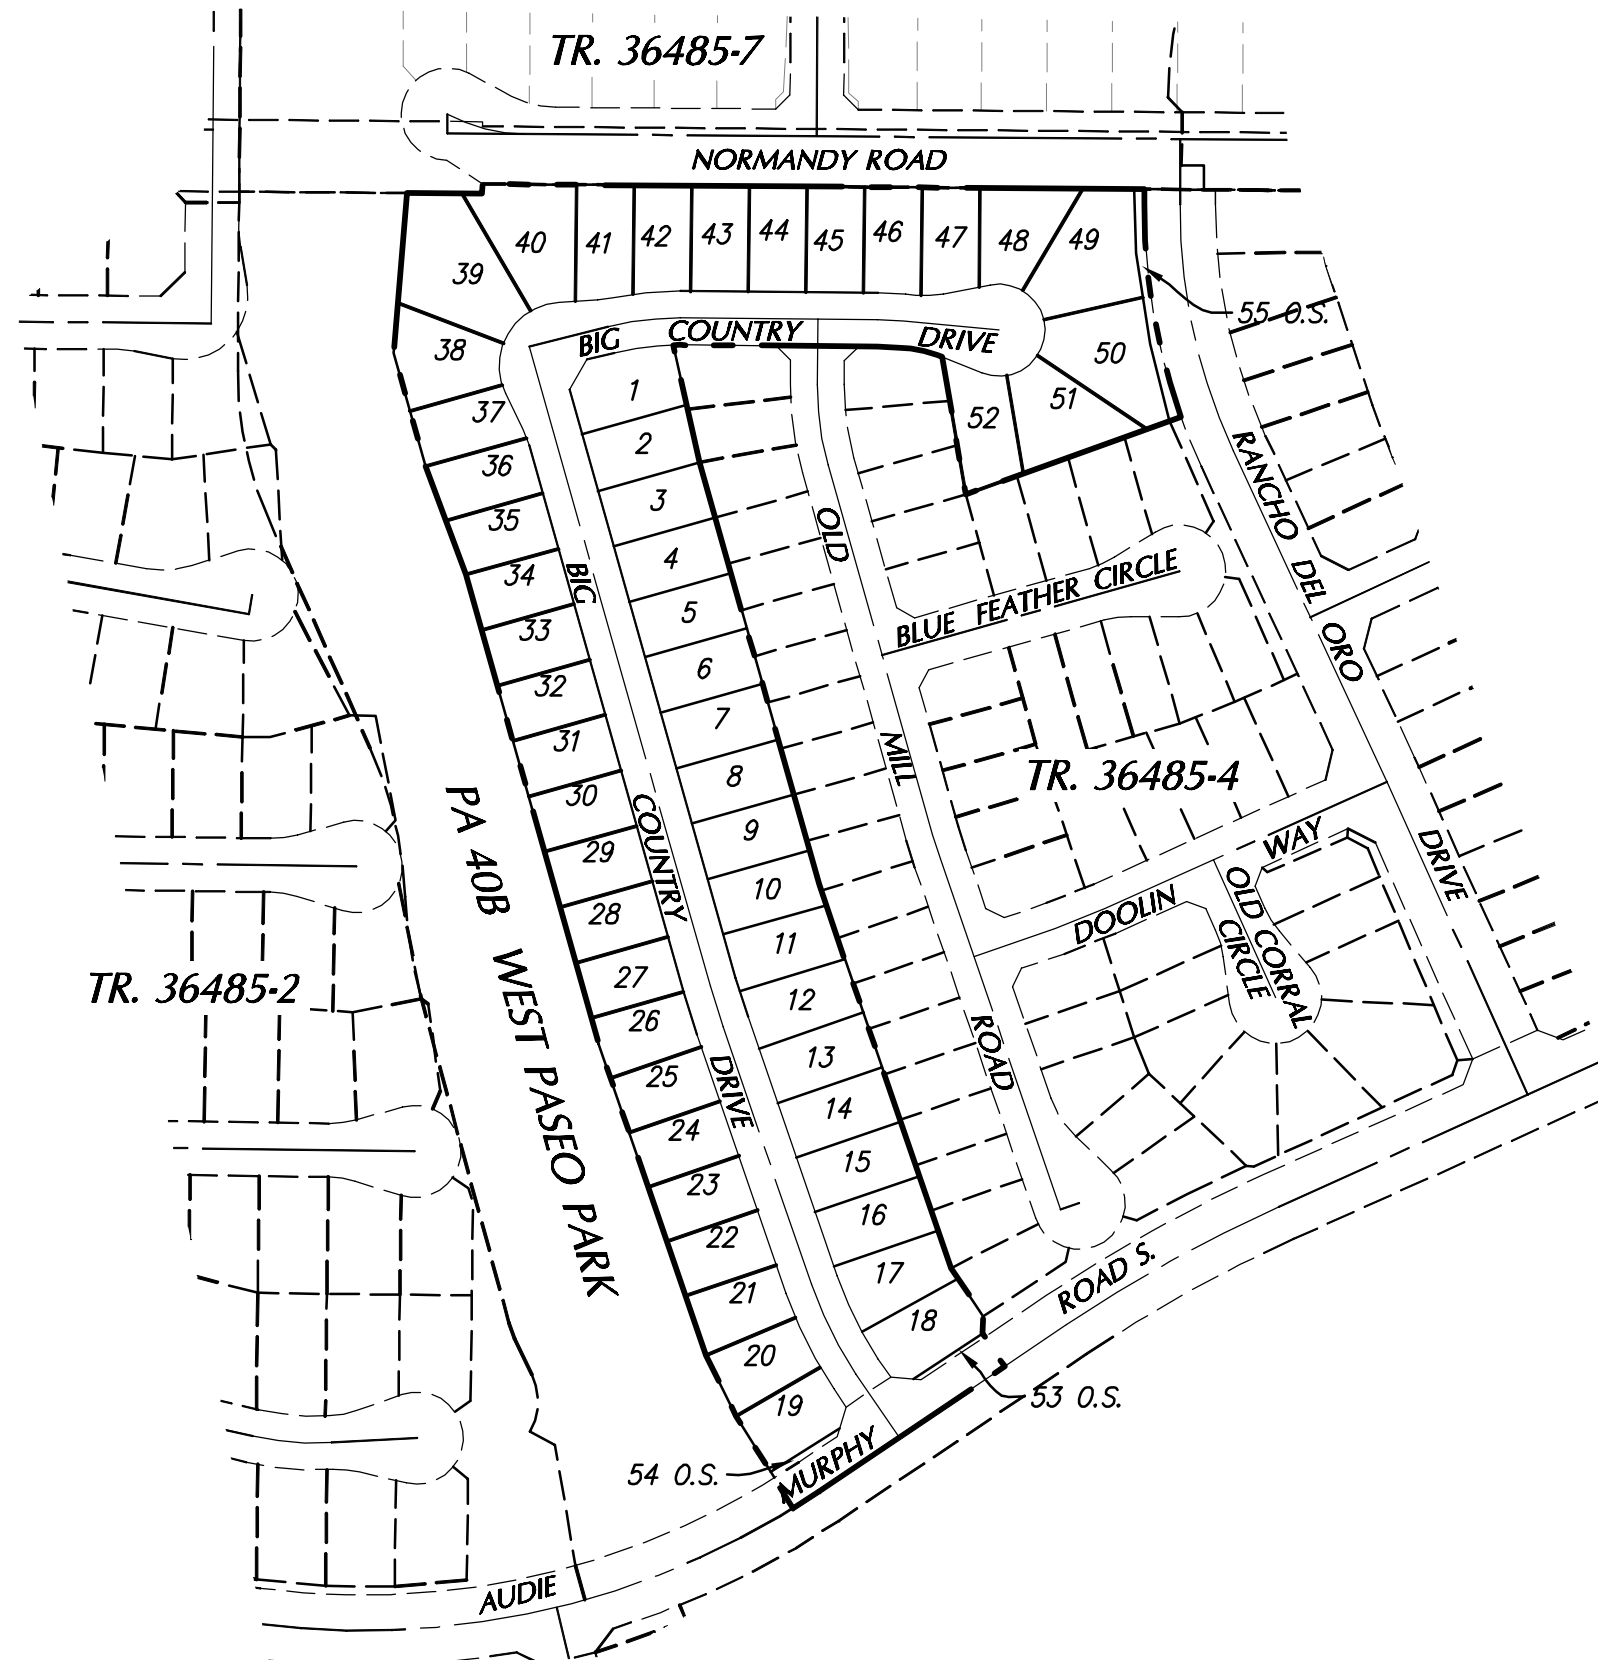 TR. 36485-7
NORMANDY ROAD
40
41
42
43
44
45
46
47
48
49
39
55 O.S.
38
BIG COUNTRY DRIVE
50
1
37
51
52
2
36
3
35
OLD MILL ROAD
RANCHO DEL ORO DRIVE
4
34
BIG COUNTRY DRIVE
BLUE FEATHER CIRCLE
5
33
6
32
7
31
TR. 36485-4
8
30
PA 40B WEST PASEO PARK
9
29
DOOLIN WAY
OLD CORRAL
CIRCLE
10
28
11
27
TR. 36485-2
12
26
13
25
14
24
15
23
16
22
17
21
ROAD S.
18
20
19
53 O.S.
54 O.S.
MURPHY
AUDIE